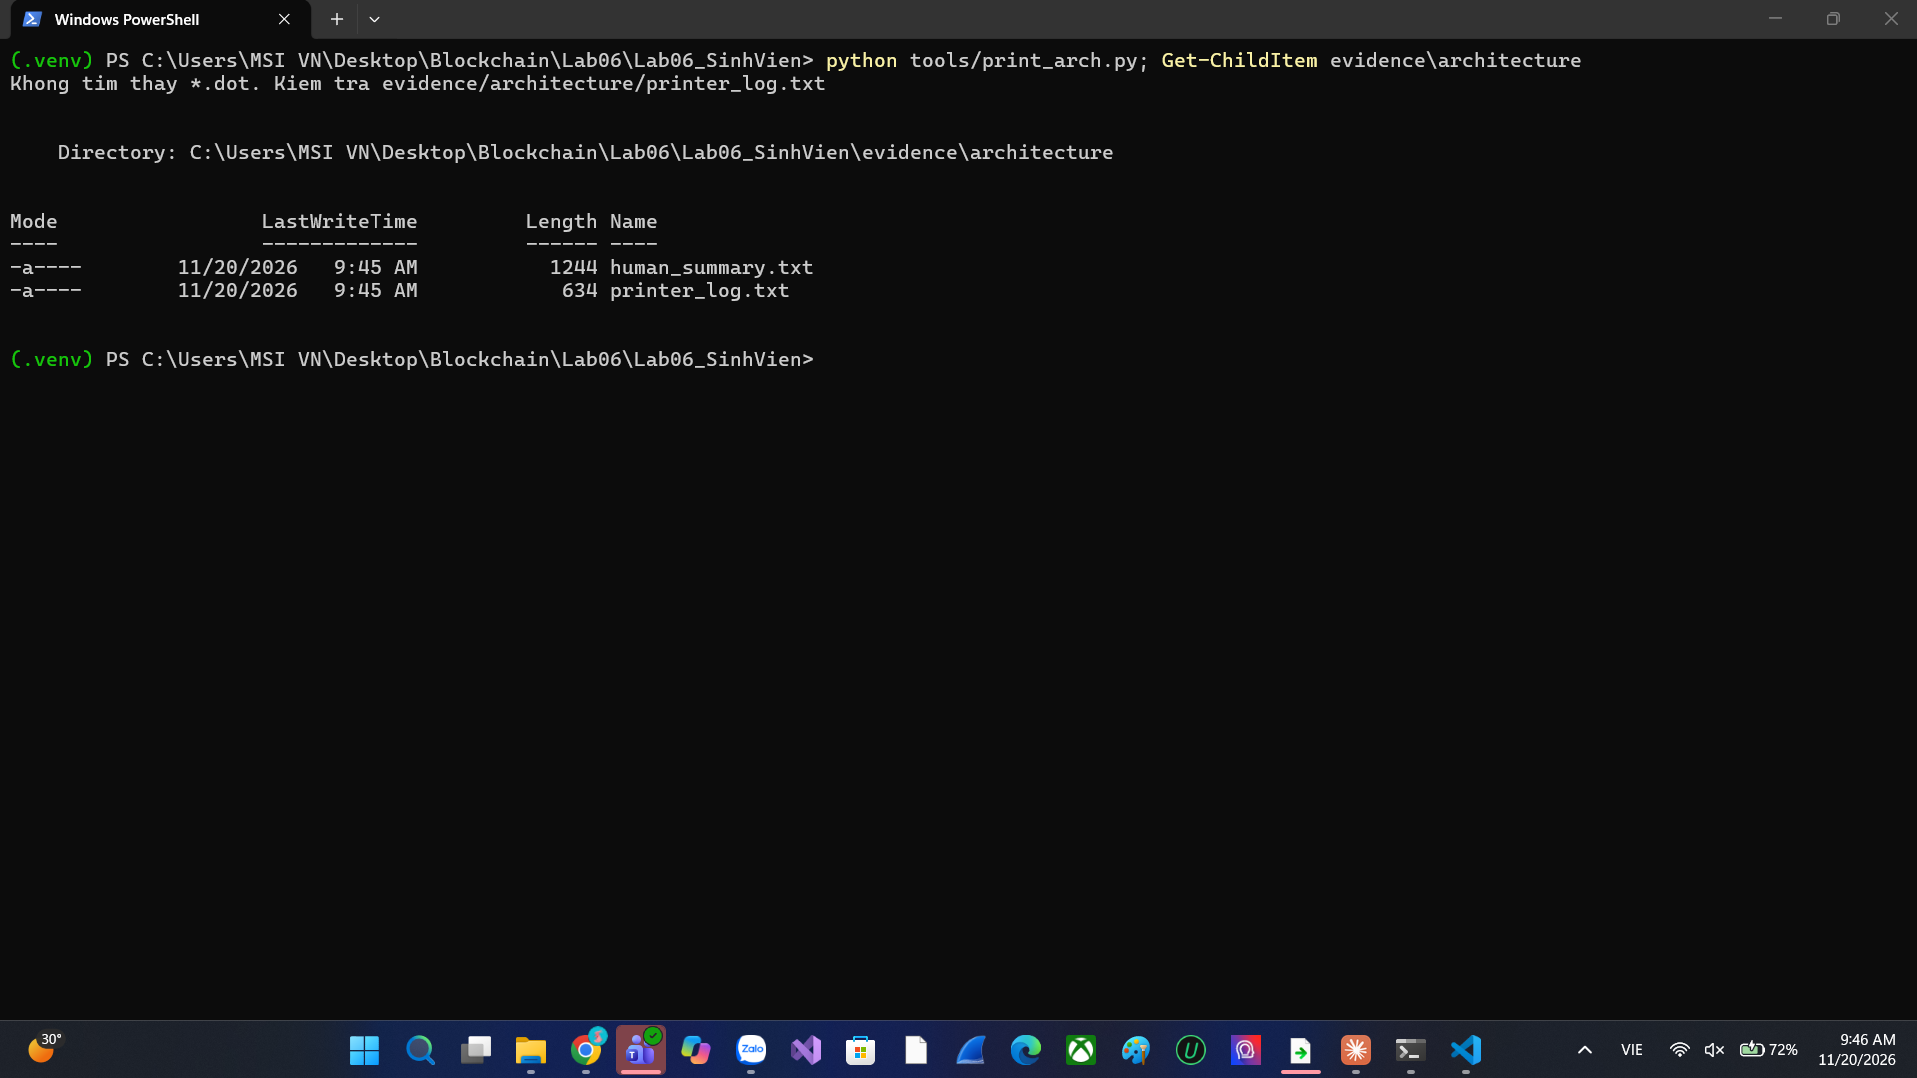 Windows PowerShell
(.venv) PS C:\Users\MSI VN\Desktop\Blockchain\Lab06\Lab06_SinhVien> python tools/print_arch.py; Get-ChildItem evidence\architecture
Khong tim thay *.dot. Kiem tra evidence/architecture/printer_log.txt
Directory: C:\Users\MSI VN\Desktop\Blockchain\Lab06\Lab06_SinhVien\evidence\architecture
Mode LastWriteTime Length Name
---- ------------- ------ ----
-a---- 11/20/2026 9:45 AM 1244 human_summary.txt
-a---- 11/20/2026 9:45 AM 634 printer_log.txt
(.venv) PS C:\Users\MSI VN\Desktop\Blockchain\Lab06\Lab06_SinhVien>
30°
Zalo
VIE
72%
9:46 AM
11/20/2026